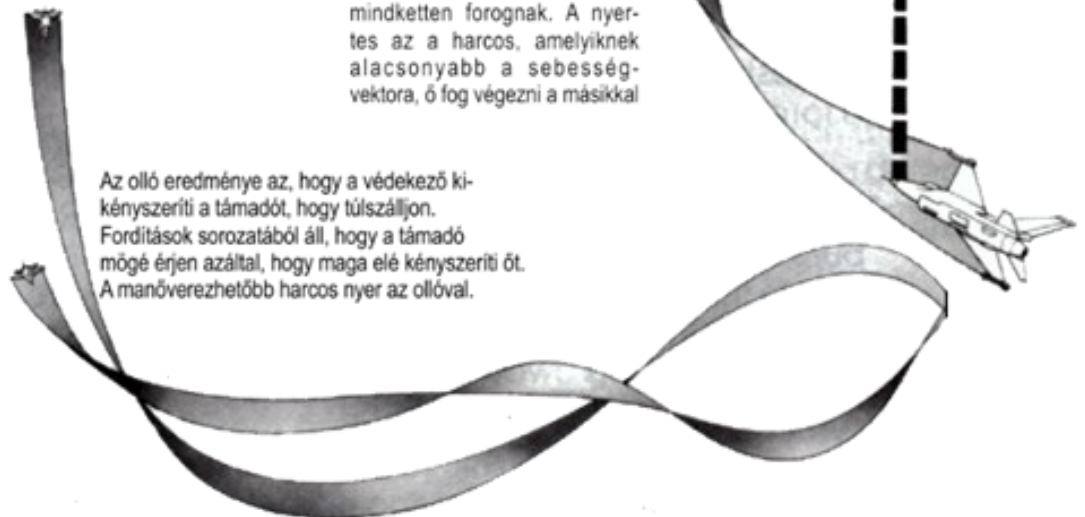 mindketten forognak. A nyer-
tes az a harcos, amelyiknek
alacsonyabb a sebesség-
vektora, ő fog végezni a másikkal
Az olló eredménye az, hogy a védekező ki-
kényszeríti a támadót, hogy túlszálljon.
Fordítások sorozatából áll, hogy a támadó
mögé érjen azáltal, hogy maga elé kényszeríti őt.
A manőverezhetőbb harcos nyer az ollóval.